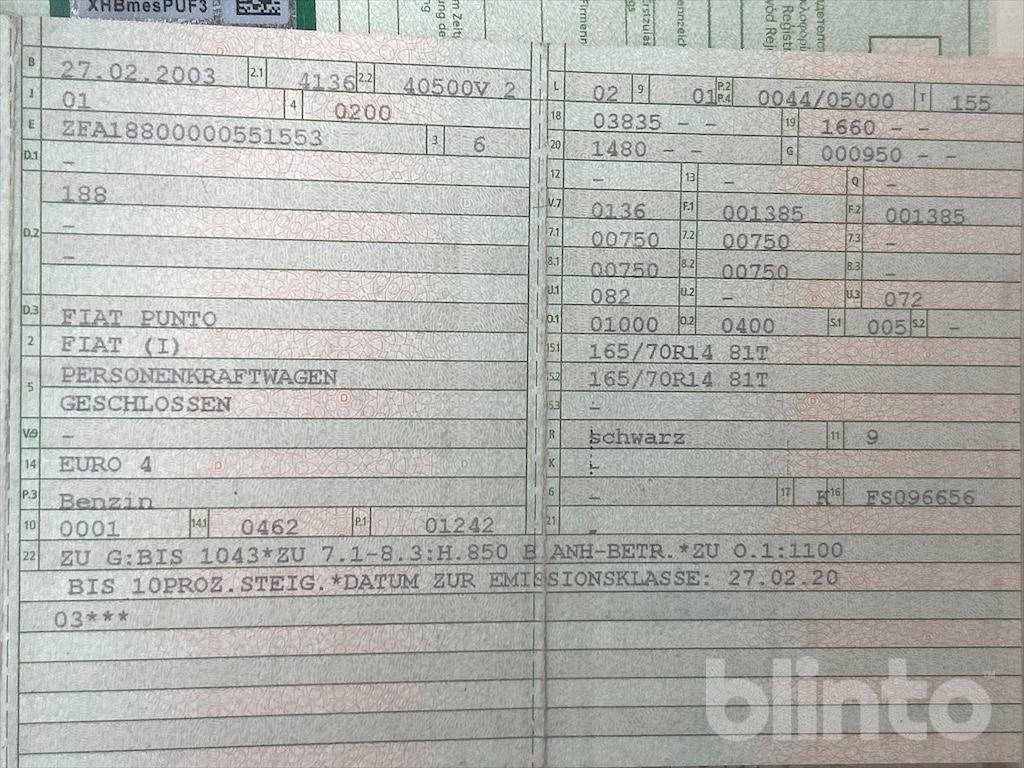 XHBmesPUF3
B 27.02.2003 2.1 4136 2.2 40500V 2
J 01 4 0200
E ZFA18800000551553 3 6
D.1 –
188
D.2 –
–
D.3 FIAT PUNTO
2 FIAT (I)
5 PERSONENKRAFTWAGEN
GESCHLOSSEN
V.9 –
14 EURO 4
P.3 Benzin
10 0001 14.1 0462 P.1 01242
L 02 9 01 P.2 P.4 0044/05000 T 155
18 03835 – – 19 1660 – –
20 1480 – – G 000950 – –
12 – 13 – Q –
V.7 0136 F.1 001385 F.2 001385
7.1 00750 7.2 00750 7.3 –
8.1 00750 8.2 00750 8.3 –
U.1 082 U.2 – U.3 072
O.1 01000 O.2 0400 S.1 005 S.2 –
15.1 165/70R14 81T
15.2 165/70R14 81T
15.3 –
R schwarz 11 9
K –
6 – 17 K 16 FS096656
21 –
22 ZU G:BIS 1043*ZU 7.1-8.3:H.850 B ANH-BETR.*ZU O.1:1100
BIS 10PROZ.STEIG.*DATUM ZUR EMISSIONSKLASSE: 27.02.20
03***
blinto